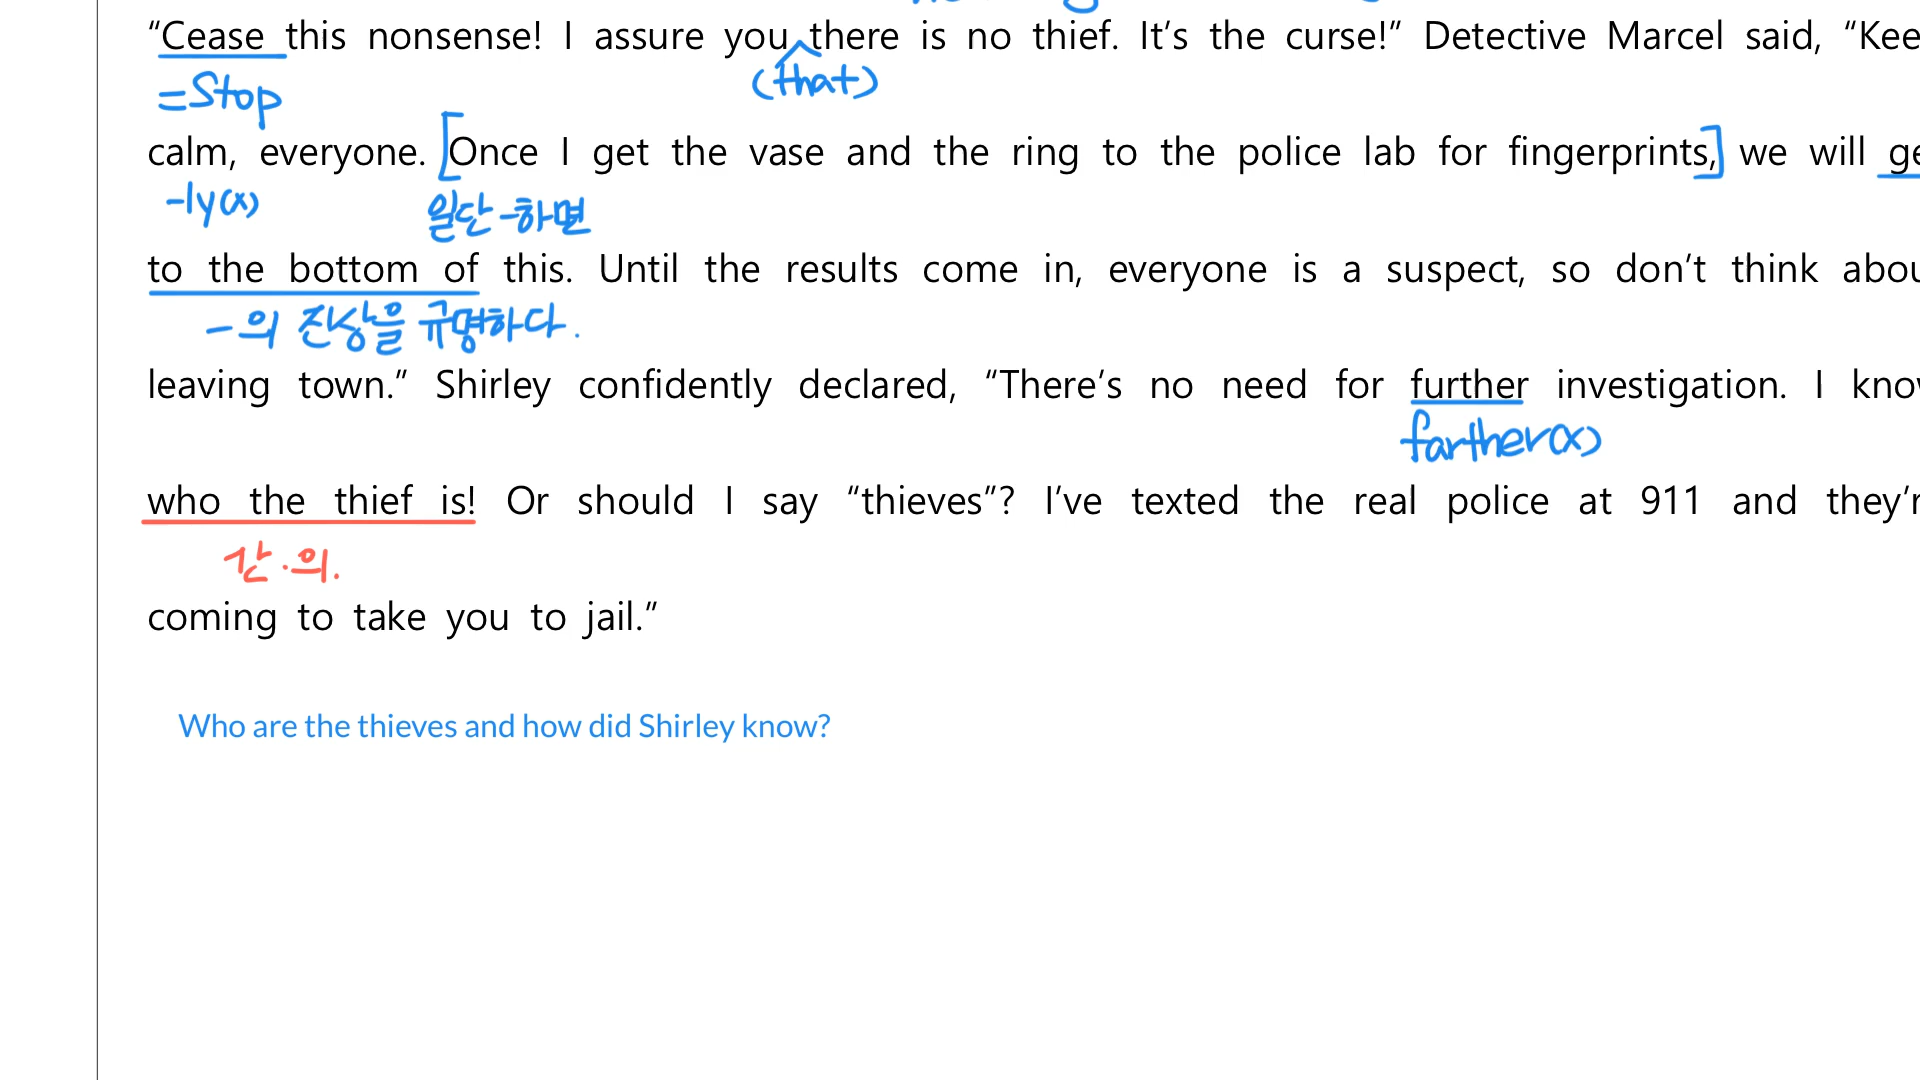 “Cease this nonsense! I assure you there is no thief. It’s the curse!” Detective Marcel said, “Kee
(that)
=Stop
calm, everyone. [Once I get the vase and the ring to the police lab for fingerprints,] we will ge
-ly(x)
일단 -하면
to the bottom of this. Until the results come in, everyone is a suspect, so don’t think abou
-의 진상을 규명하다.
leaving town.” Shirley confidently declared, “There’s no need for further investigation. I know
farther(x)
who the thief is! Or should I say “thieves”? I’ve texted the real police at 911 and they’r
간.의.
coming to take you to jail.”
Who are the thieves and how did Shirley know?